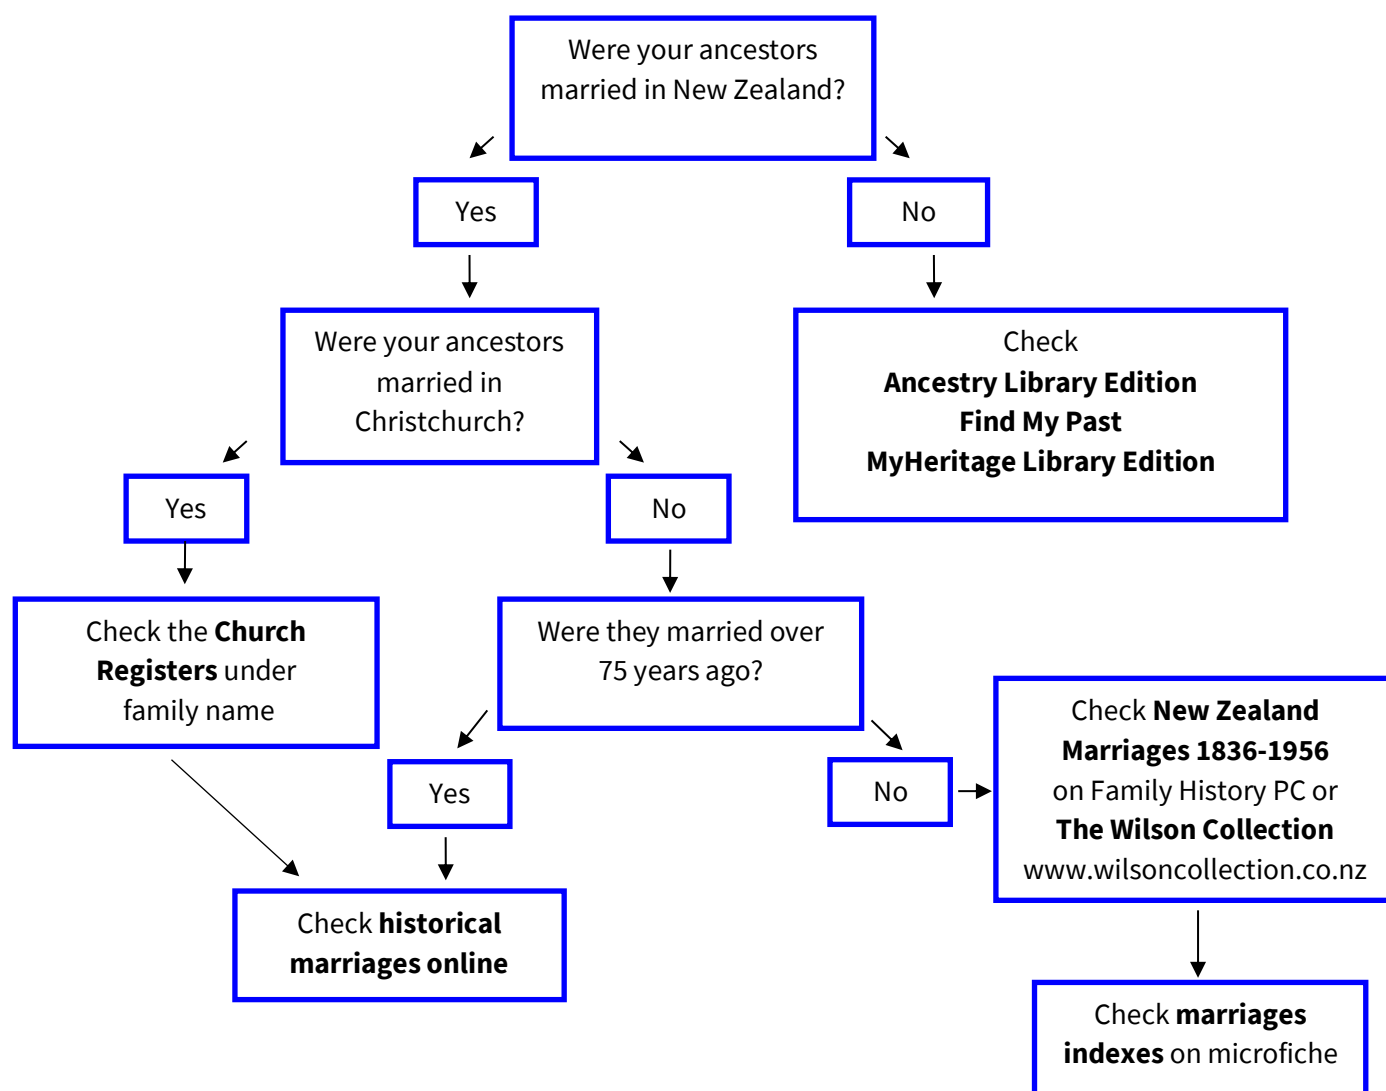 Were your ancestors
married in New Zealand?
Yes
No
Were your ancestors
married in
Christchurch?
Check
Ancestry Library Edition
Find My Past
MyHeritage Library Edition
Yes
No
Check the Church
Registers under
family name
Were they married over
75 years ago?
Yes
No
Check New Zealand
Marriages 1836-1956
on Family History PC or
The Wilson Collection
www.wilsoncollection.co.nz
Check historical
marriages online
Check marriages
indexes on microfiche